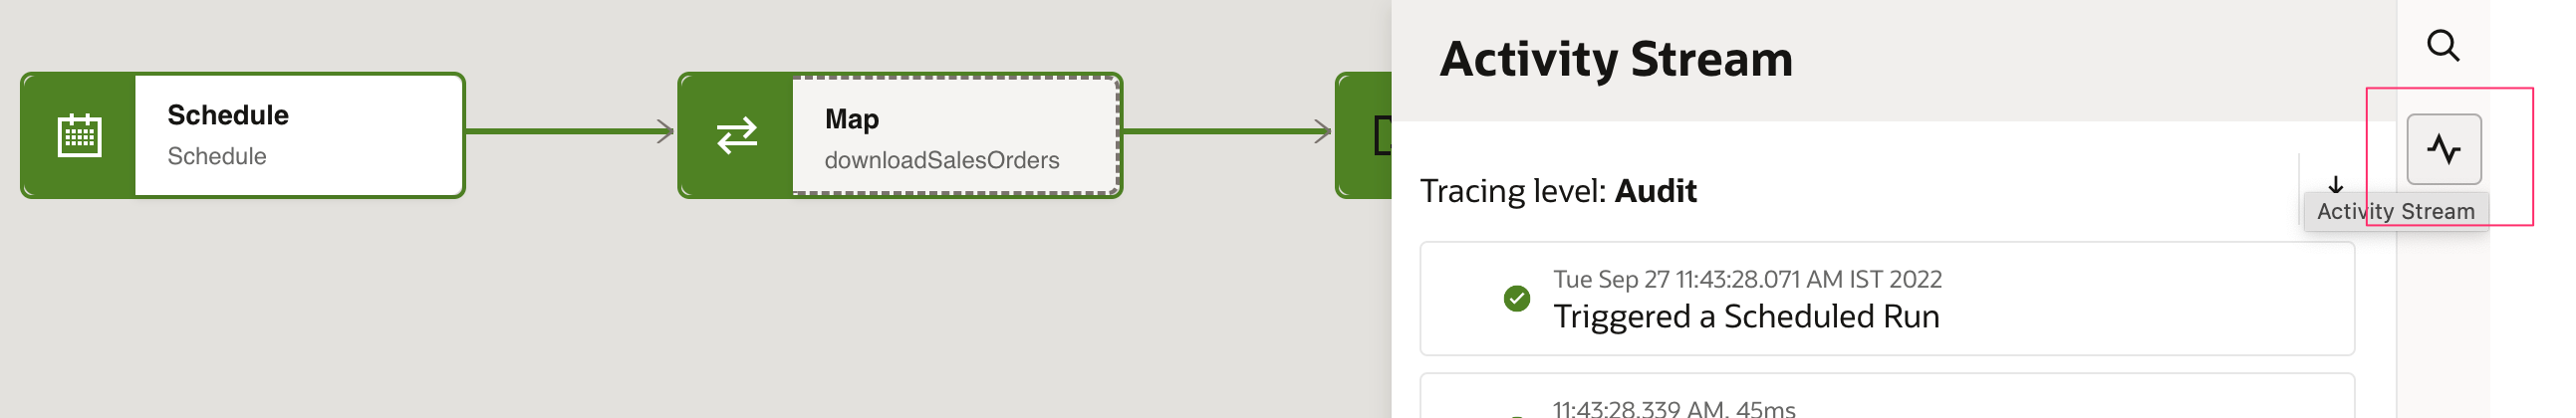 Schedule
Schedule
Map
downloadSalesOrders
Activity Stream
Tracing level: Audit
Activity Stream
Tue Sep 27 11:43:28.071 AM IST 2022
Triggered a Scheduled Run
11:43:28.339 AM, 45ms